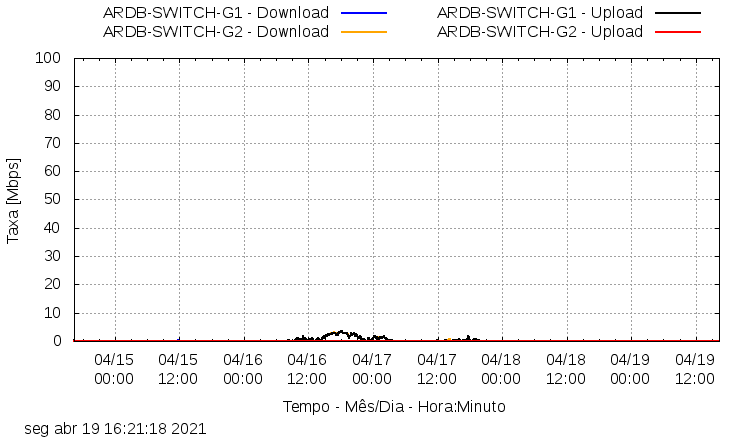 ARDB-SWITCH-G1 - Download ARDB-SWITCH-G1 - Upload
ARDB-SWITCH-G2 - Download ARDB-SWITCH-G2 - Upload
100
90
80
70
60
50
40
30
20
10
0
Taxa [Mbps]
04/15 04/15 04/16 04/16 04/17 04/17 04/18 04/18 04/19 04/19
00:00 12:00 00:00 12:00 00:00 12:00 00:00 12:00 00:00 12:00
Tempo - Mês/Dia - Hora:Minuto
seg abr 19 16:21:18 2021